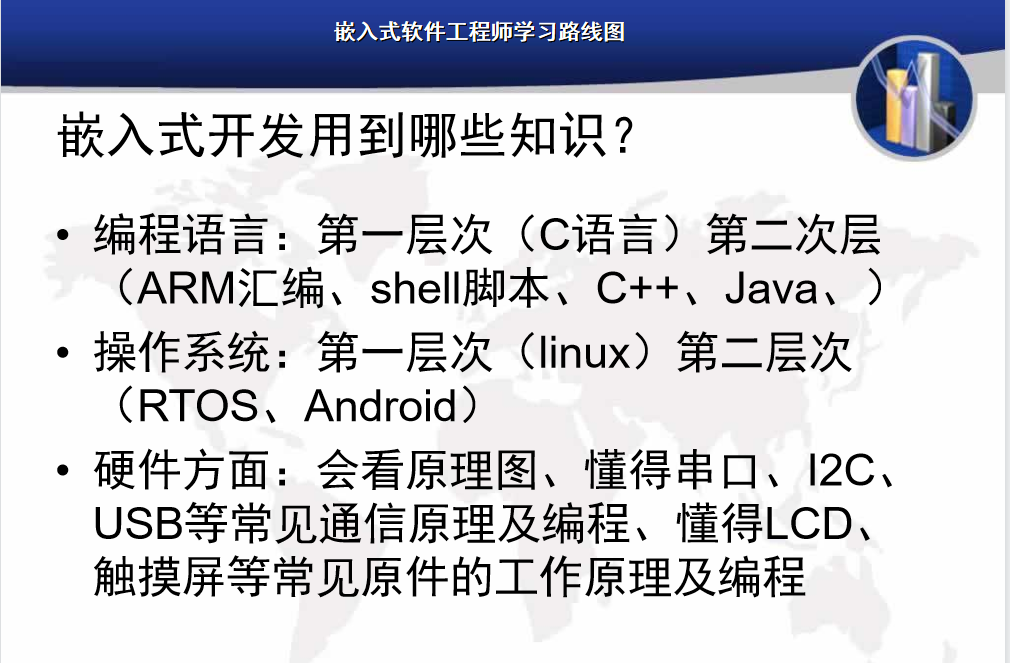 嵌入式软件工程师学习路线图
嵌入式开发用到哪些知识？
• 编程语言：第一层次（C语言）第二次层
（ARM汇编、shell脚本、C++、Java、）
• 操作系统：第一层次（linux）第二层次
（RTOS、Android）
• 硬件方面：会看原理图、懂得串口、I2C、
USB等常见通信原理及编程、懂得LCD、
触摸屏等常见原件的工作原理及编程